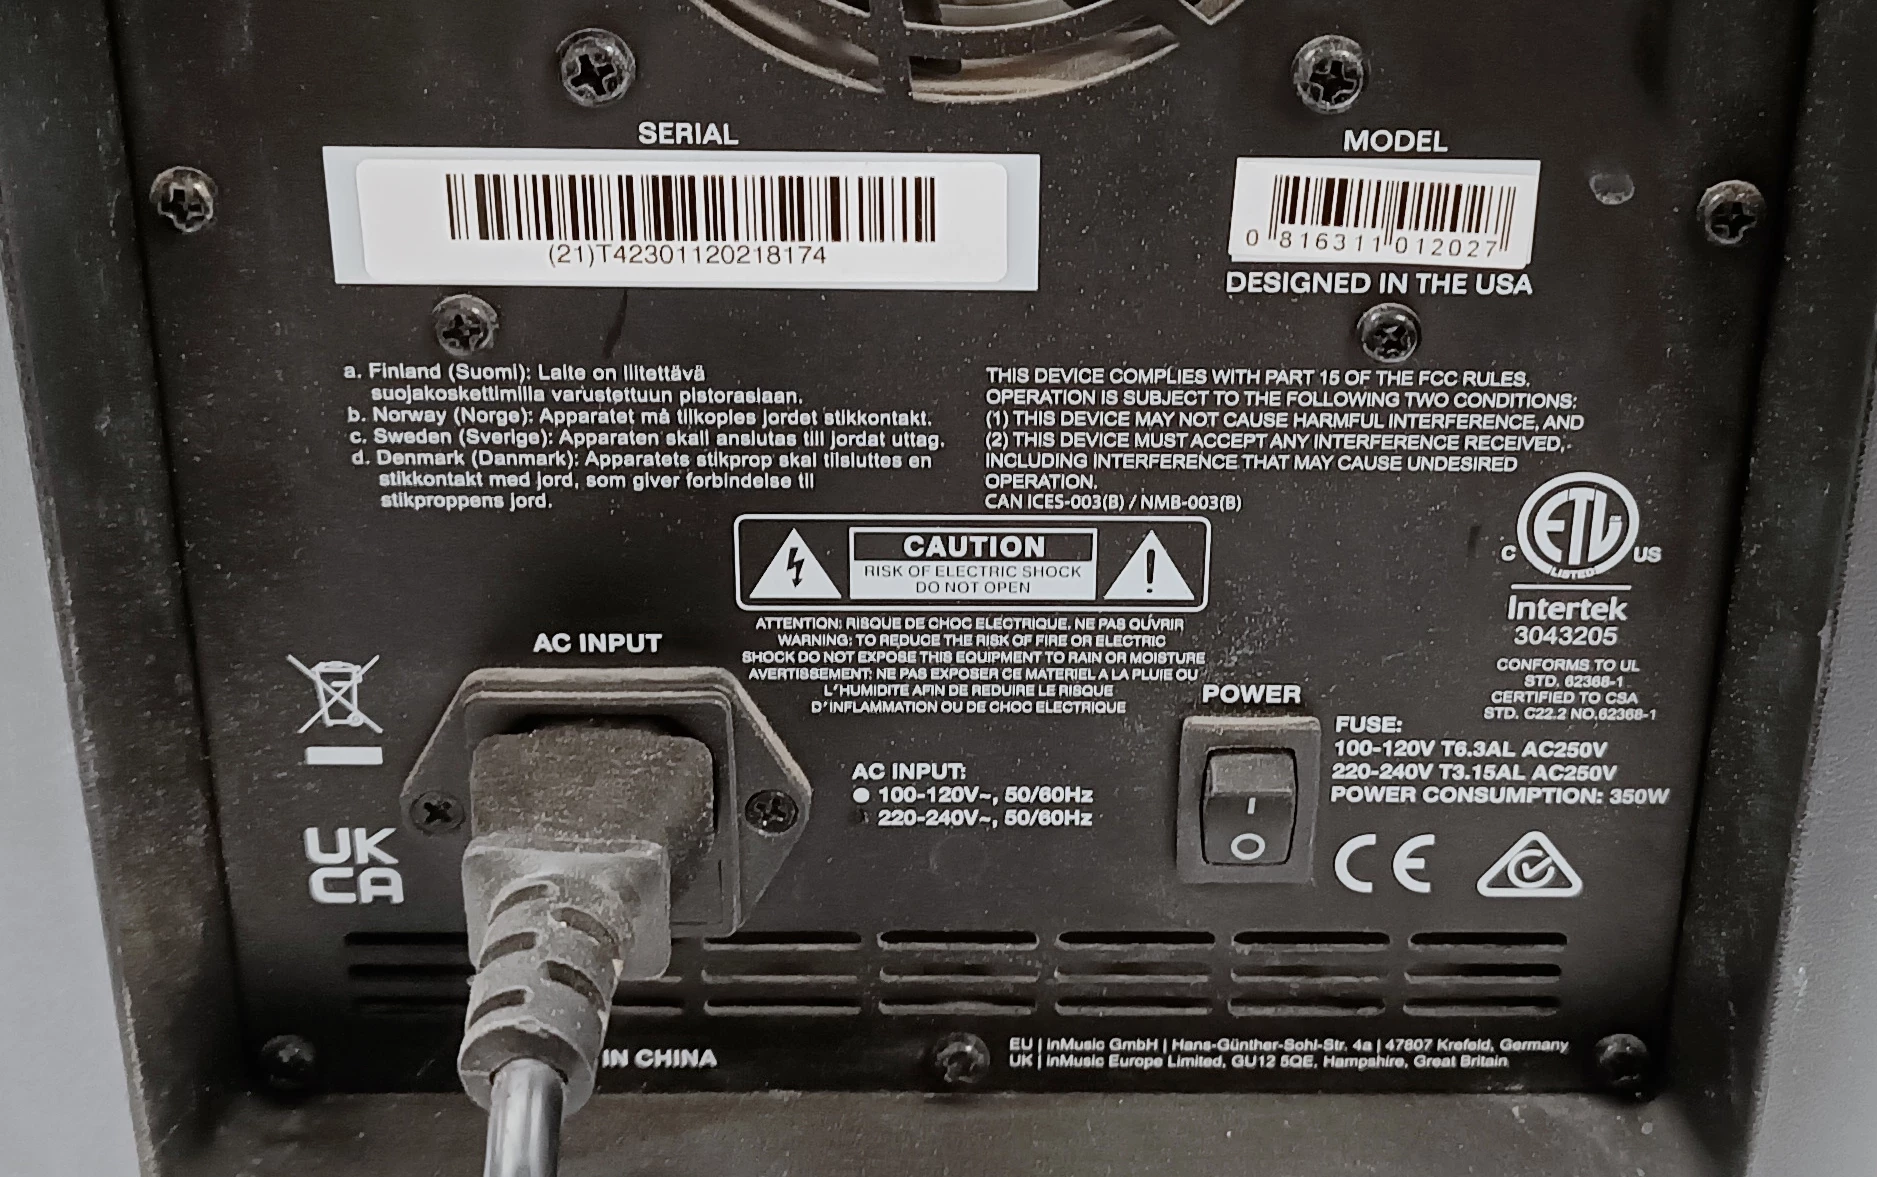 SERIAL
(21)T42301120218174
MODEL
0 816311 012027
DESIGNED IN THE USA
a. Finland (Suomi): Laite on liitettävä
suojakoskettimilla varustettuun pistorasiaan.
b. Norway (Norge): Apparatet må tilkoples jordet stikkontakt.
c. Sweden (Sverige): Apparaten skall anslutas till jordat uttag.
d. Denmark (Danmark): Apparatets stikprop skal tilsluttes en
stikkontakt med jord, som giver forbindelse til
stikproppens jord.
THIS DEVICE COMPLIES WITH PART 15 OF THE FCC RULES.
OPERATION IS SUBJECT TO THE FOLLOWING TWO CONDITIONS:
(1) THIS DEVICE MAY NOT CAUSE HARMFUL INTERFERENCE, AND
(2) THIS DEVICE MUST ACCEPT ANY INTERFERENCE RECEIVED,
INCLUDING INTERFERENCE THAT MAY CAUSE UNDESIRED
OPERATION.
CAN ICES-003(B) / NMB-003(B)
CAUTION
RISK OF ELECTRIC SHOCK
DO NOT OPEN
ATTENTION: RISQUE DE CHOC ELECTRIQUE. NE PAS OUVRIR
WARNING: TO REDUCE THE RISK OF FIRE OR ELECTRIC
SHOCK DO NOT EXPOSE THIS EQUIPMENT TO RAIN OR MOISTURE
AVERTISSEMENT: NE PAS EXPOSER CE MATERIEL A LA PLUIE OU
L'HUMIDITE AFIN DE REDUIRE LE RISQUE
D'INFLAMMATION OU DE CHOC ELECTRIQUE
C ETL US
LISTED
Intertek
3043205
CONFORMS TO UL
STD. 62368-1
CERTIFIED TO CSA
STD. C22.2 NO.62368-1
AC INPUT
AC INPUT:
100-120V~, 50/60Hz
220-240V~, 50/60Hz
POWER
FUSE:
100-120V T6.3AL AC250V
220-240V T3.15AL AC250V
POWER CONSUMPTION: 350W
UK
CA
CE
IN CHINA
EU | inMusic GmbH | Hans-Günther-Sohl-Str. 4a | 47807 Krefeld, Germany
UK | inMusic Europe Limited, GU12 5QE, Hampshire, Great Britain